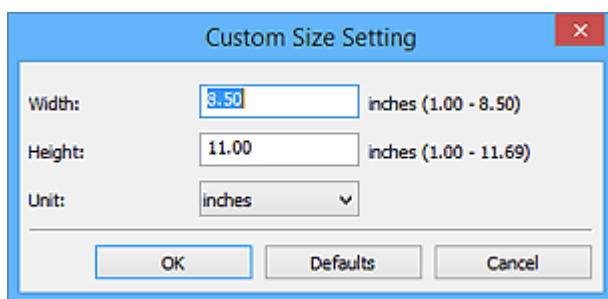 Custom Size Setting
Width: 8.50 inches (1.00 - 8.50)
Height: 11.00 inches (1.00 - 11.69)
Unit: inches
OK Defaults Cancel